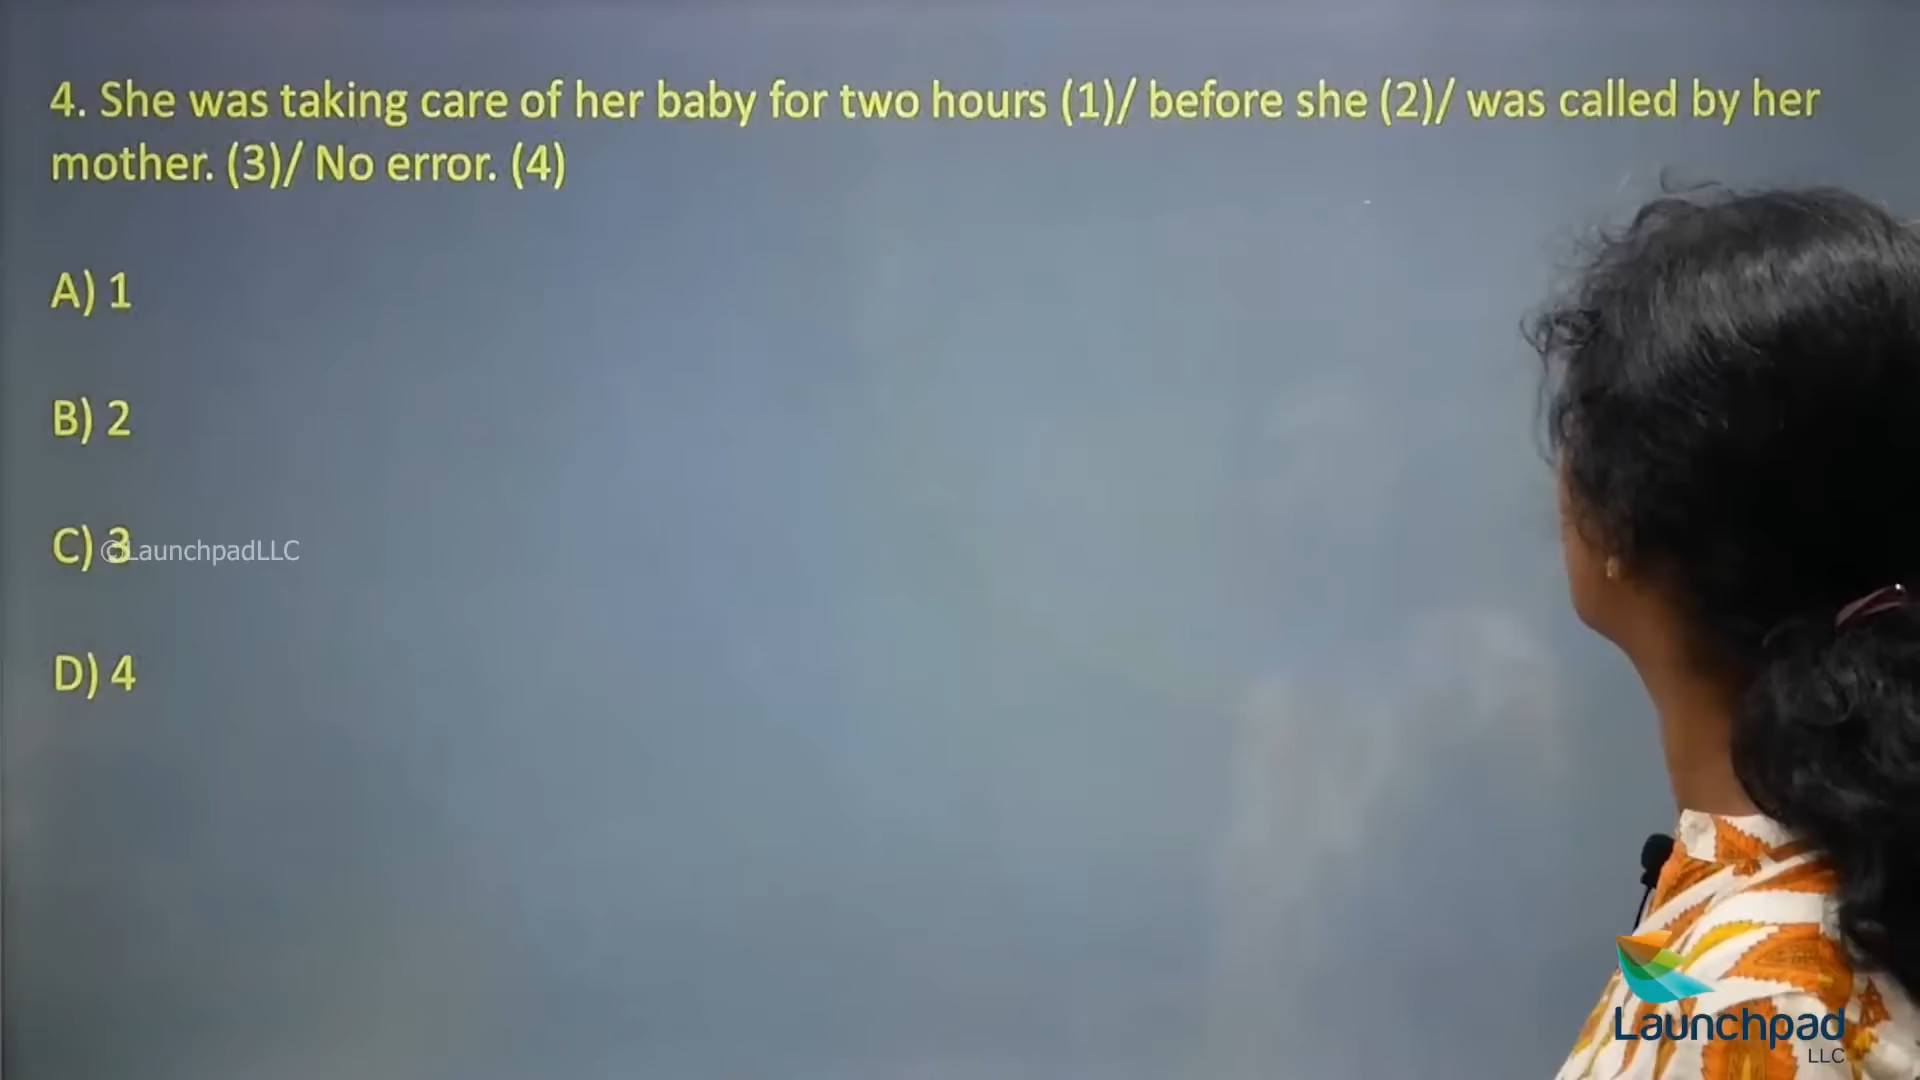 4. She was taking care of her baby for two hours (1)/ before she (2)/ was called by her
mother. (3)/ No error. (4)
A) 1
B) 2
C) 3
©LaunchpadLLC
D) 4
Launchpad
LLC